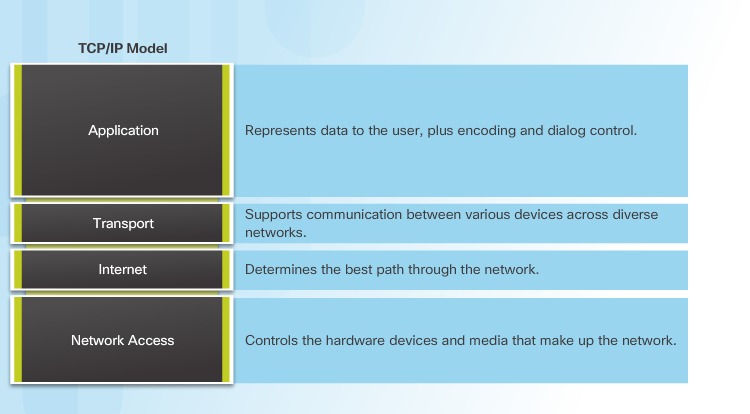 TCP/IP Model
Application
Represents data to the user, plus encoding and dialog control.
Transport
Supports communication between various devices across diverse
networks.
Internet
Determines the best path through the network.
Network Access
Controls the hardware devices and media that make up the network.